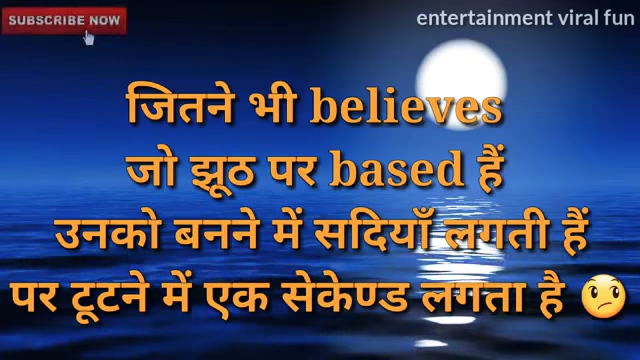 SUBSCRIBE NOW
entertainment viral fun
जितने भी believes
जो झूठ पर based हैं
उनको बनने में सदियाँ लगती हैं
पर टूटने में एक सेकेण्ड लगता है 😞